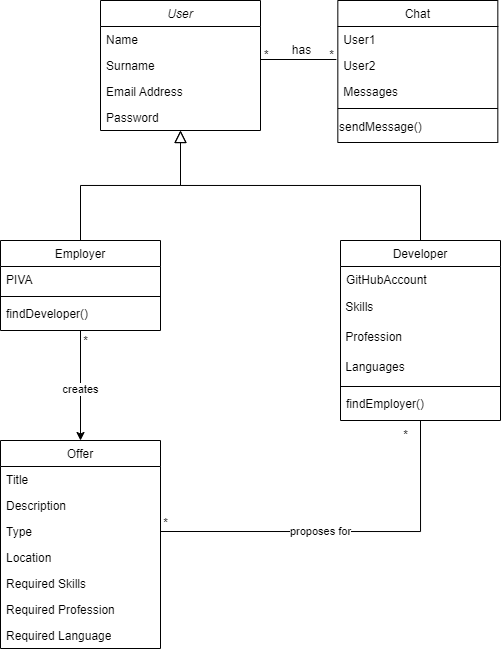 User
Name
Surname
Email Address
Password
* has *
Chat
User1
User2
Messages
sendMessage()
Employer
PIVA
findDeveloper()
*
creates
Developer
GitHubAccount
Skills
Profession
Languages
findEmployer()
*
Offer
Title
Description
Type
Location
Required Skills
Required Profession
Required Language
*
proposes for